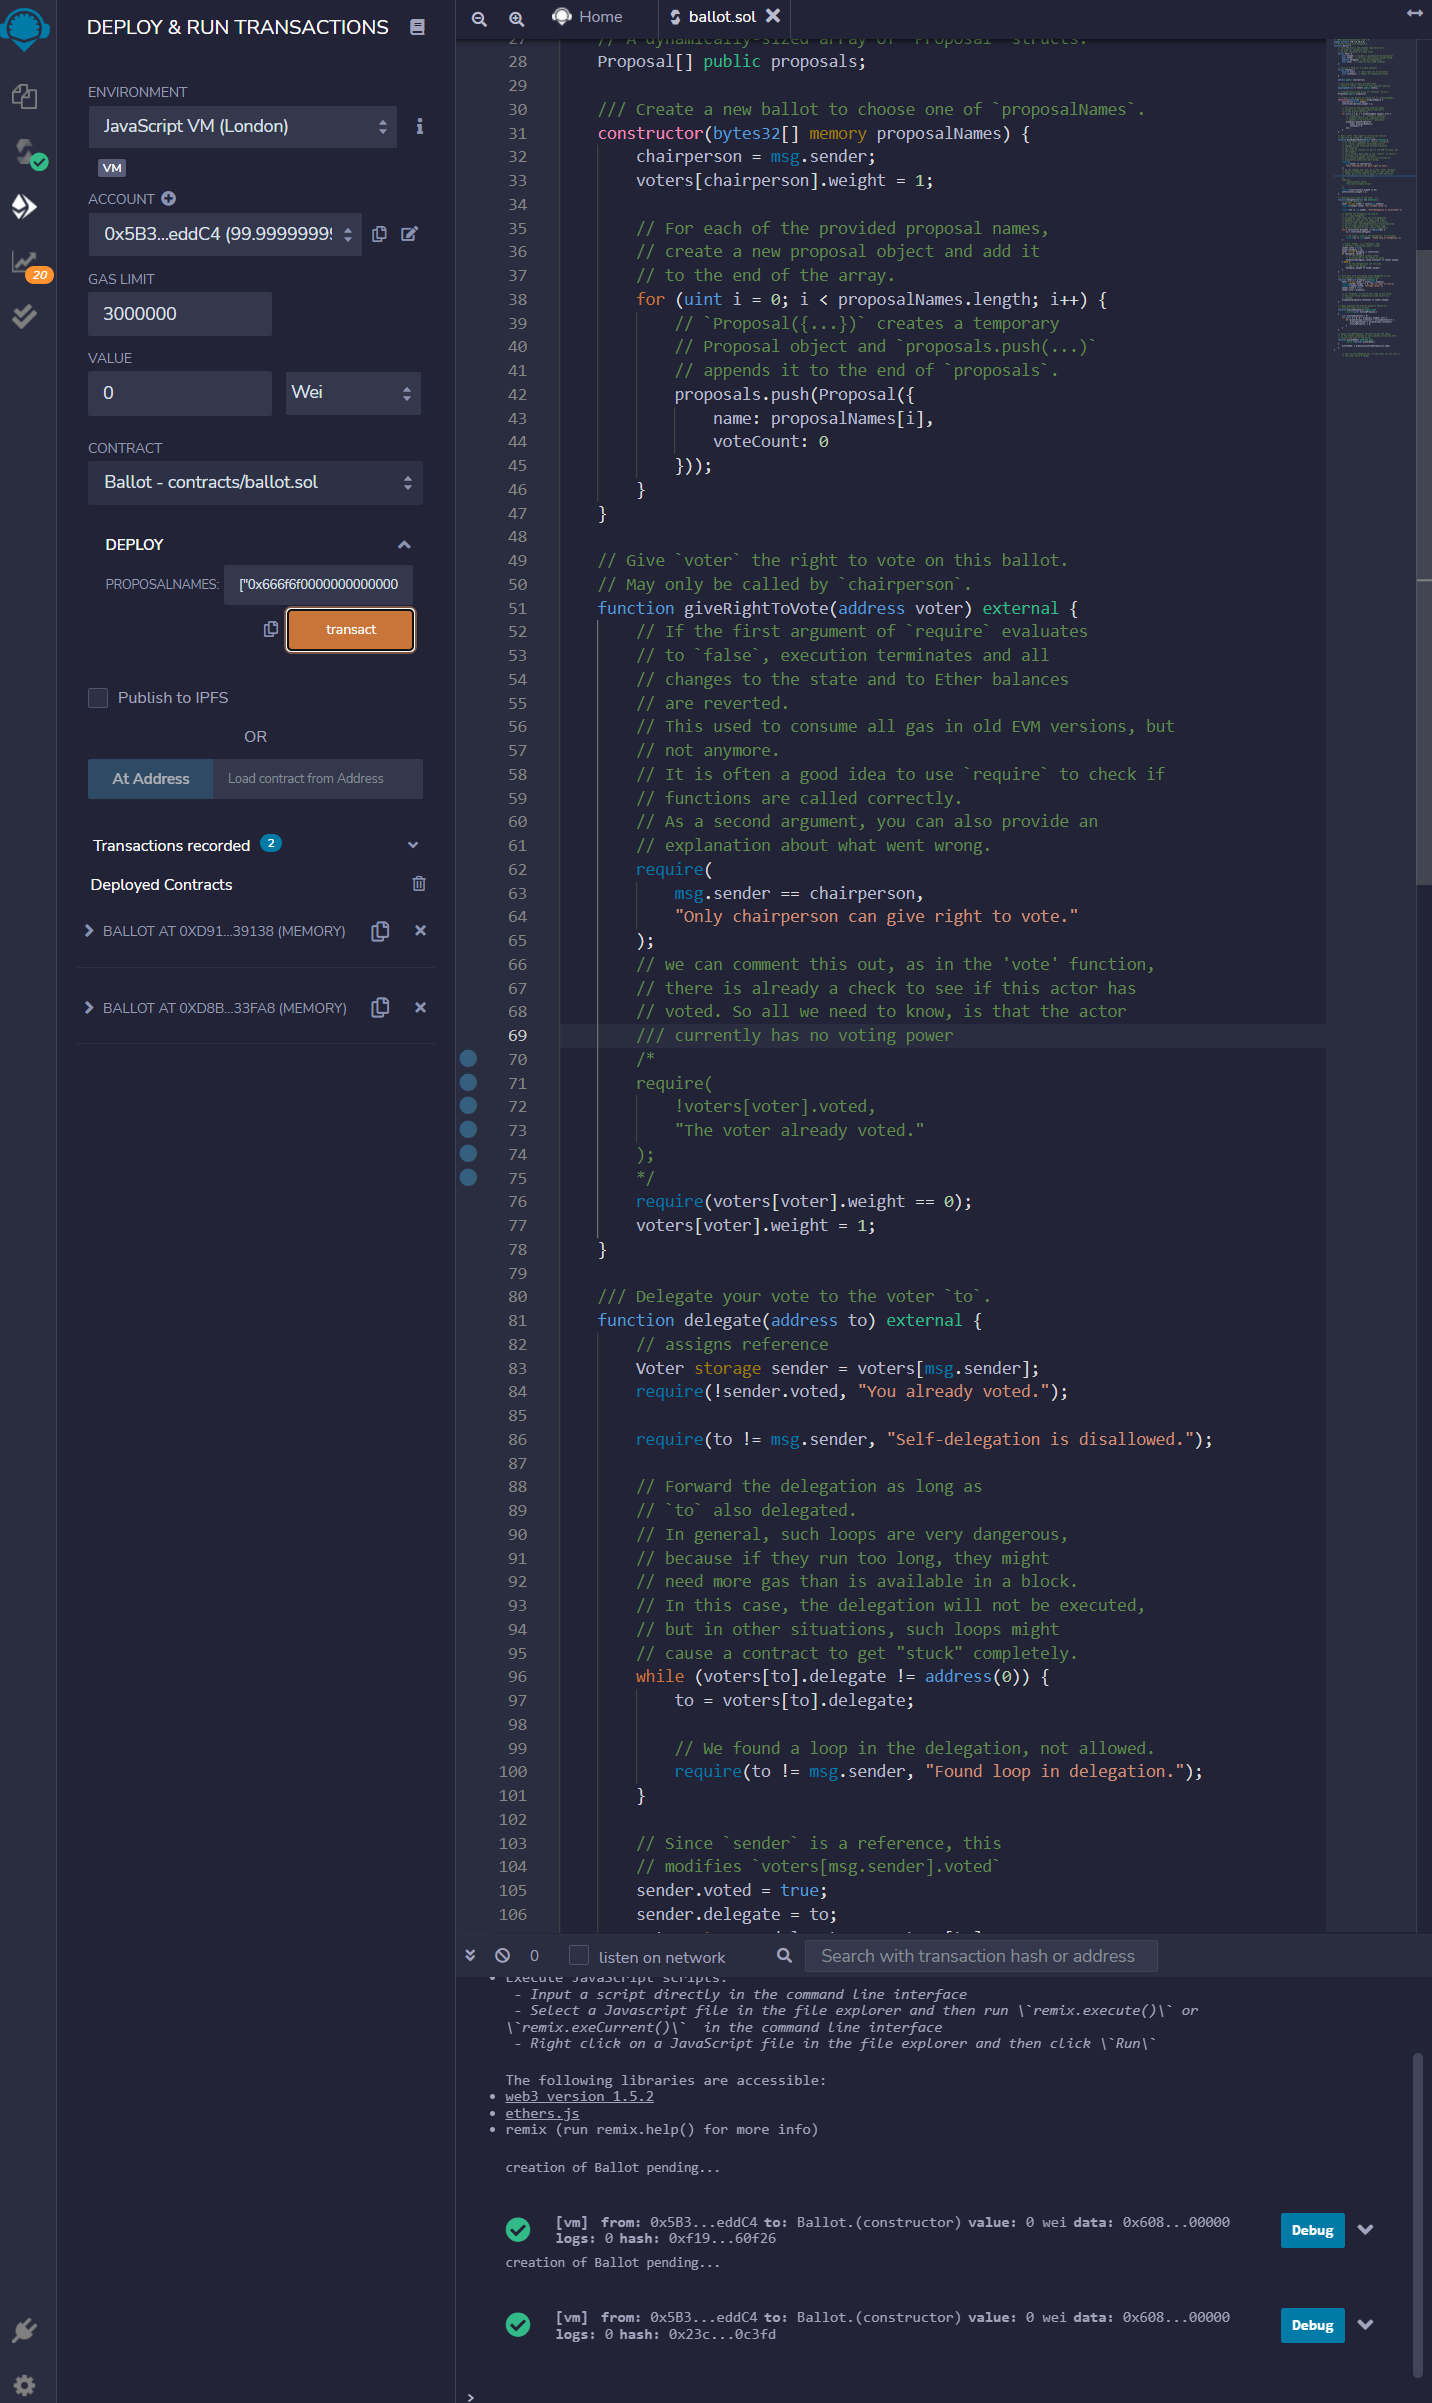 DEPLOY & RUN TRANSACTIONS
ENVIRONMENT
JavaScript VM (London)
VM
ACCOUNT
0x5B3...eddC4 (99.99999999
GAS LIMIT
3000000
VALUE
0
Wei
CONTRACT
Ballot - contracts/ballot.sol
DEPLOY
PROPOSALNAMES: ["0x666f6f0000000000000
transact
Publish to IPFS
OR
At Address
Load contract from Address
Transactions recorded 2
Deployed Contracts
BALLOT AT 0XD91...39138 (MEMORY)
BALLOT AT 0XD8B...33FA8 (MEMORY)
20
Home
ballot.sol
27 // A dynamically-sized array of `Proposal` structs.
28 Proposal[] public proposals;
29
30 /// Create a new ballot to choose one of `proposalNames`.
31 constructor(bytes32[] memory proposalNames) {
32 chairperson = msg.sender;
33 voters[chairperson].weight = 1;
34
35 // For each of the provided proposal names,
36 // create a new proposal object and add it
37 // to the end of the array.
38 for (uint i = 0; i < proposalNames.length; i++) {
39 // `Proposal({...})` creates a temporary
40 // Proposal object and `proposals.push(...)`
41 // appends it to the end of `proposals`.
42 proposals.push(Proposal({
43 name: proposalNames[i],
44 voteCount: 0
45 }));
46 }
47 }
48
49 // Give `voter` the right to vote on this ballot.
50 // May only be called by `chairperson`.
51 function giveRightToVote(address voter) external {
52 // If the first argument of `require` evaluates
53 // to `false`, execution terminates and all
54 // changes to the state and to Ether balances
55 // are reverted.
56 // This used to consume all gas in old EVM versions, but
57 // not anymore.
58 // It is often a good idea to use `require` to check if
59 // functions are called correctly.
60 // As a second argument, you can also provide an
61 // explanation about what went wrong.
62 require(
63 msg.sender == chairperson,
64 "Only chairperson can give right to vote."
65 );
66 // we can comment this out, as in the 'vote' function,
67 // there is already a check to see if this actor has
68 // voted. So all we need to know, is that the actor
69 /// currently has no voting power
70 /*
71 require(
72 !voters[voter].voted,
73 "The voter already voted."
74 );
75 */
76 require(voters[voter].weight == 0);
77 voters[voter].weight = 1;
78 }
79
80 /// Delegate your vote to the voter `to`.
81 function delegate(address to) external {
82 // assigns reference
83 Voter storage sender = voters[msg.sender];
84 require(!sender.voted, "You already voted.");
85
86 require(to != msg.sender, "Self-delegation is disallowed.");
87
88 // Forward the delegation as long as
89 // `to` also delegated.
90 // In general, such loops are very dangerous,
91 // because if they run too long, they might
92 // need more gas than is available in a block.
93 // In this case, the delegation will not be executed,
94 // but in other situations, such loops might
95 // cause a contract to get "stuck" completely.
96 while (voters[to].delegate != address(0)) {
97 to = voters[to].delegate;
98
99 // We found a loop in the delegation, not allowed.
100 require(to != msg.sender, "Found loop in delegation.");
101 }
102
103 // Since `sender` is a reference, this
104 // modifies `voters[msg.sender].voted`
105 sender.voted = true;
106 sender.delegate = to;
0
listen on network
Search with transaction hash or address
• Execute JavaScript scripts:
- Input a script directly in the command line interface
- Select a Javascript file in the file explorer and then run \`remix.execute()\` or
\`remix.exeCurrent()\` in the command line interface
- Right click on a JavaScript file in the file explorer and then click \`Run\`
The following libraries are accessible:
• web3 version 1.5.2
• ethers.js
• remix (run remix.help() for more info)
creation of Ballot pending...
[vm] from: 0x5B3...eddC4 to: Ballot.(constructor) value: 0 wei data: 0x608...00000
logs: 0 hash: 0xf19...60f26
Debug
creation of Ballot pending...
[vm] from: 0x5B3...eddC4 to: Ballot.(constructor) value: 0 wei data: 0x608...00000
logs: 0 hash: 0x23c...0c3fd
Debug
>